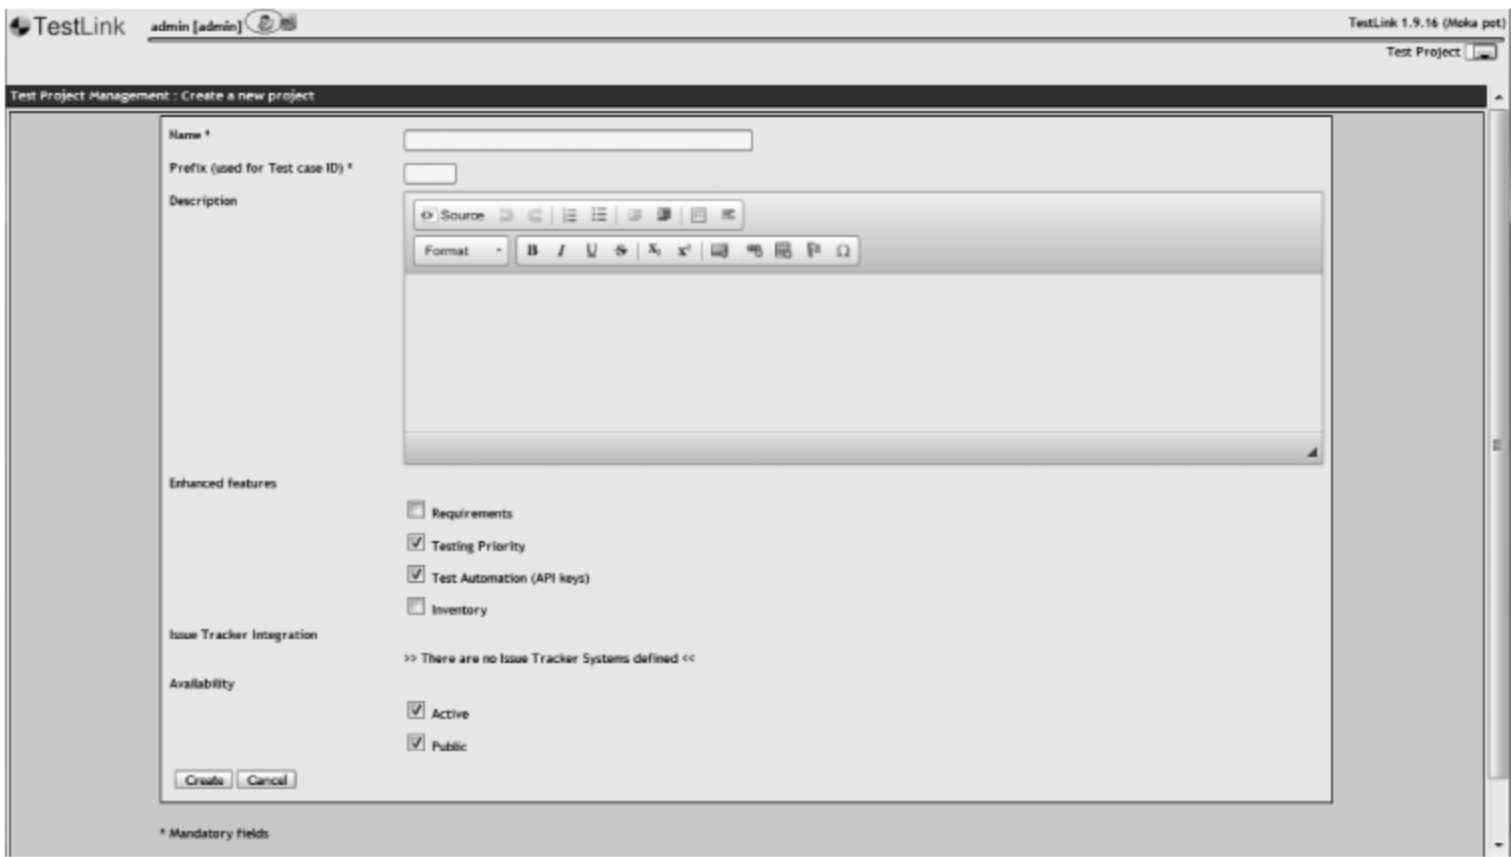 TestLink admin [admin] TestLink 1.9.16 (Moka pot)
Test Project
Test Project Management : Create a new project
Name *
Prefix (used for Test case ID) *
Description
Source
Format B I U S X₂ x² Ω
Enhanced features
Requirements
Testing Priority
Test Automation (API keys)
Inventory
Issue Tracker Integration
>> There are no Issue Tracker Systems defined <<
Availability
Active
Public
Create Cancel
* Mandatory fields